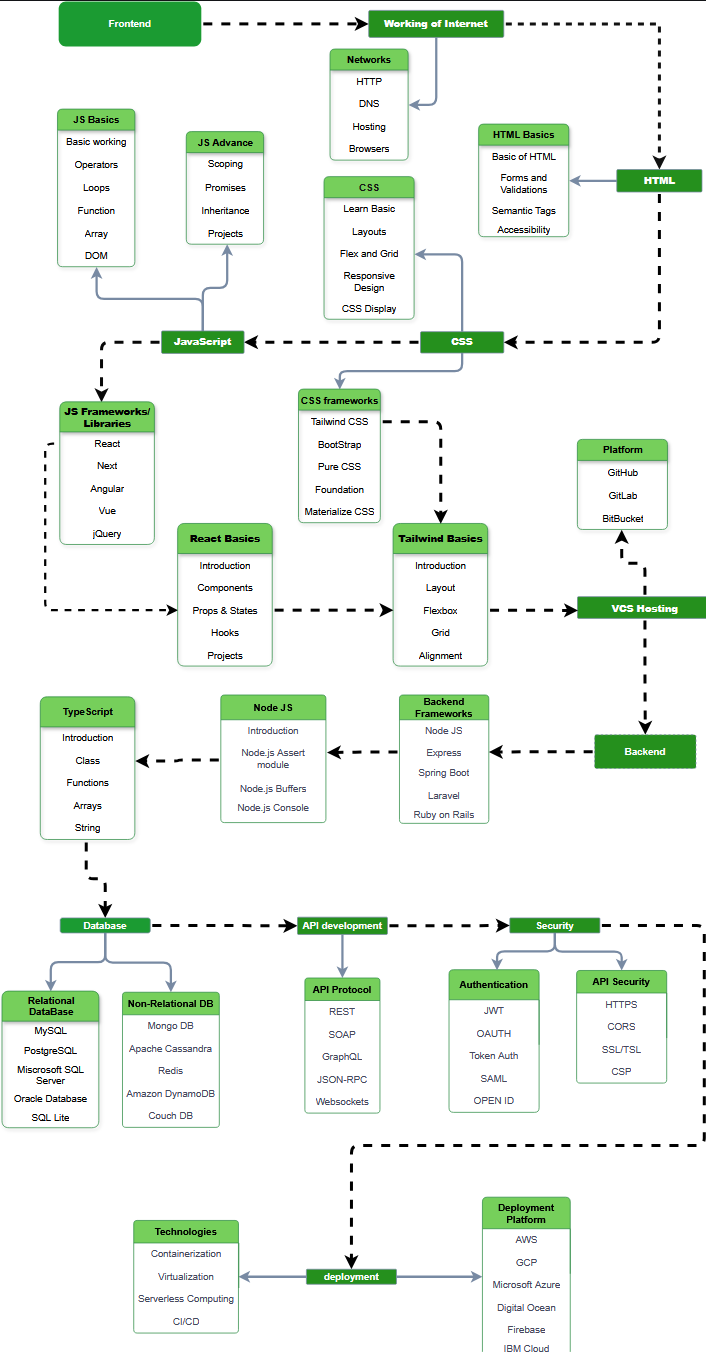 Frontend
Working of Internet
Networks
HTTP
DNS
Hosting
Browsers
JS Basics
Basic working
Operators
Loops
Function
Array
DOM
JS Advance
Scoping
Promises
Inheritance
Projects
HTML Basics
Basic of HTML
Forms and
Validations
Semantic Tags
Accessibility
HTML
CSS
Learn Basic
Layouts
Flex and Grid
Responsive
Design
CSS Display
JavaScript
CSS
JS Frameworks/
Libraries
React
Next
Angular
Vue
jQuery
CSS frameworks
Tailwind CSS
BootStrap
Pure CSS
Foundation
Materialize CSS
Platform
GitHub
GitLab
BitBucket
React Basics
Introduction
Components
Props & States
Hooks
Projects
Tailwind Basics
Introduction
Layout
Flexbox
Grid
Alignment
VCS Hosting
TypeScript
Introduction
Class
Functions
Arrays
String
Node JS
Introduction
Node.js Assert
module
Node.js Buffers
Node.js Console
Backend
Frameworks
Node JS
Express
Spring Boot
Laravel
Ruby on Rails
Backend
Database
API development
Security
Relational
DataBase
MySQL
PostgreSQL
Miscrosoft SQL
Server
Oracle Database
SQL Lite
Non-Relational DB
Mongo DB
Apache Cassandra
Redis
Amazon DynamoDB
Couch DB
API Protocol
REST
SOAP
GraphQL
JSON-RPC
Websockets
Authentication
JWT
OAUTH
Token Auth
SAML
OPEN ID
API Security
HTTPS
CORS
SSL/TSL
CSP
Technologies
Containerization
Virtualization
Serverless Computing
CI/CD
deployment
Deployment
Platform
AWS
GCP
Microsoft Azure
Digital Ocean
Firebase
IBM Cloud